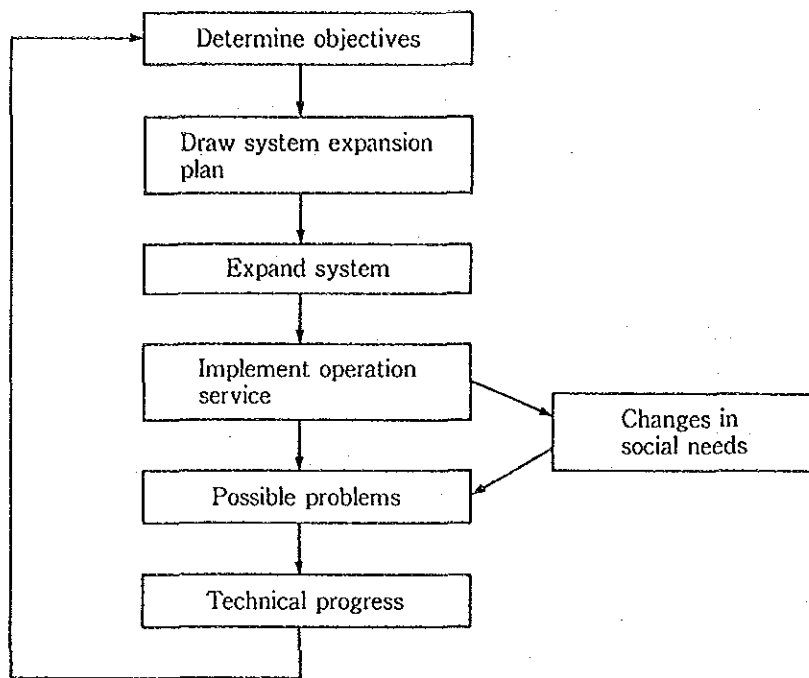 Determine objectives
Draw system expansion
plan
Expand system
Implement operation
service
Changes in
social needs
Possible problems
Technical progress